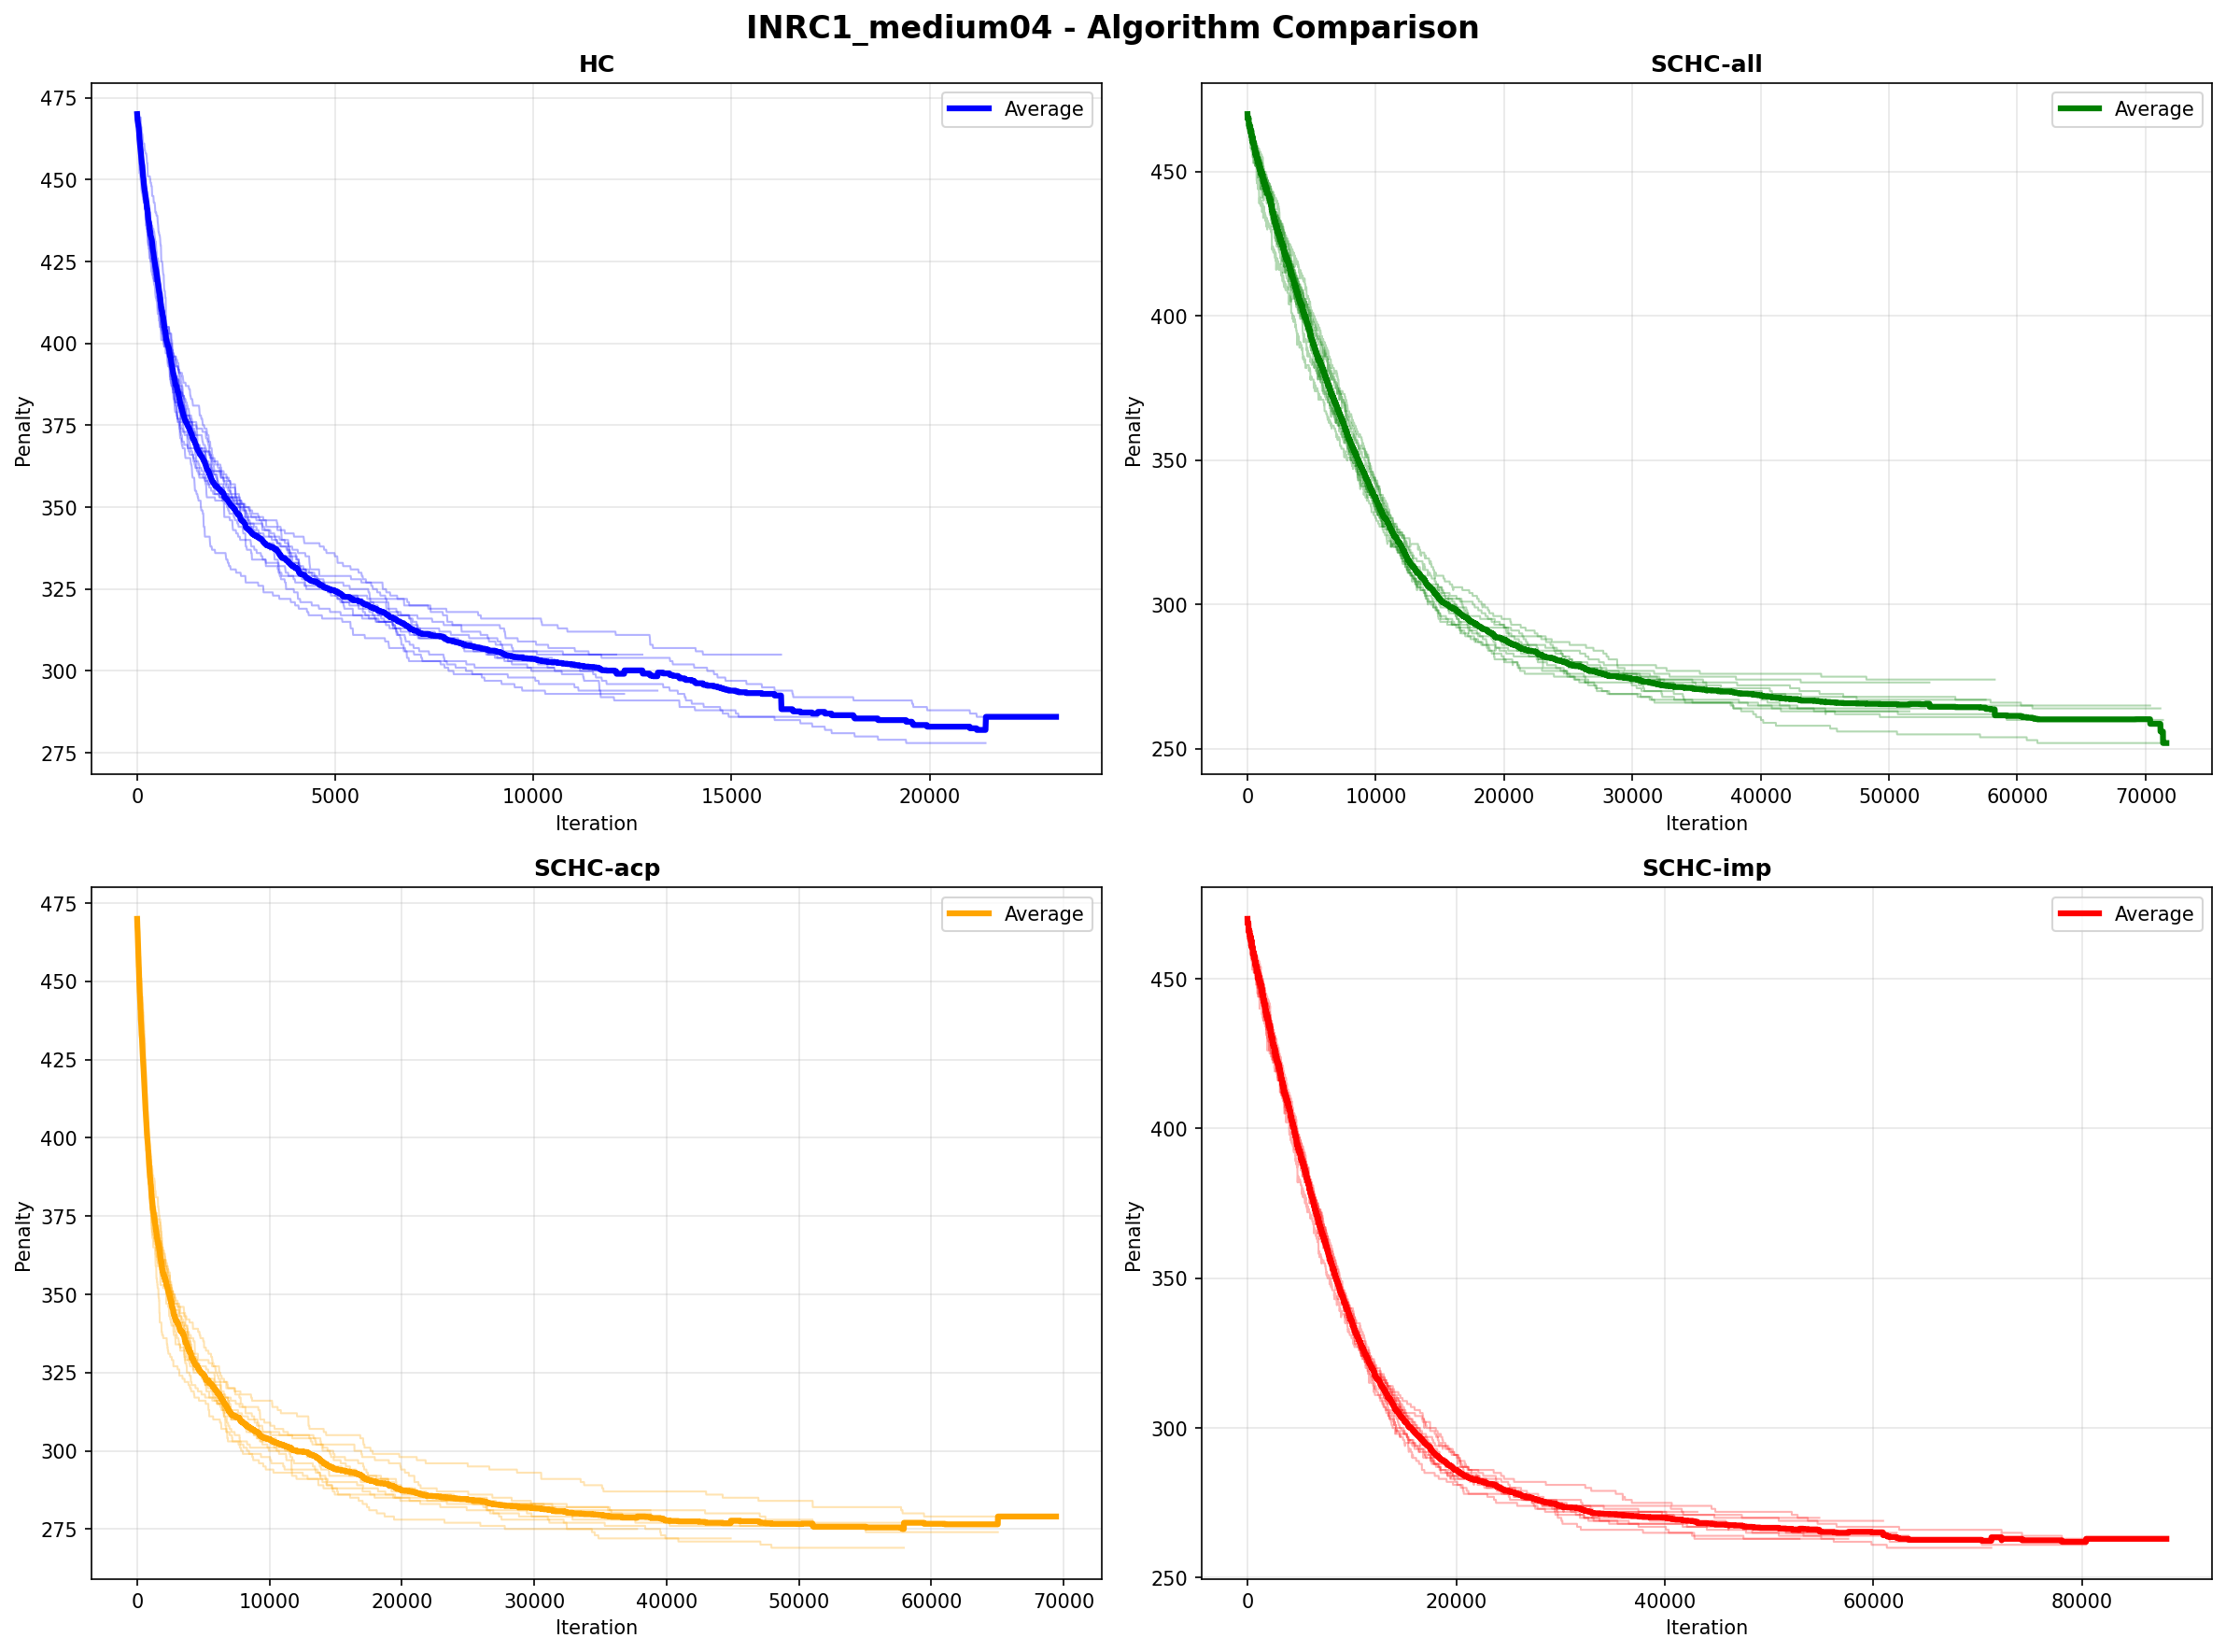 INRC1_medium04 - Algorithm Comparison
HC
475
450
425
400
375
350
325
300
275
Penalty
Average
0 5000 10000 15000 20000
Iteration
SCHC-all
450
400
350
300
250
Penalty
Average
0 10000 20000 30000 40000 50000 60000 70000
Iteration
SCHC-acp
475
450
425
400
375
350
325
300
275
Penalty
Average
0 10000 20000 30000 40000 50000 60000 70000
Iteration
SCHC-imp
450
400
350
300
250
Penalty
Average
0 20000 40000 60000 80000
Iteration